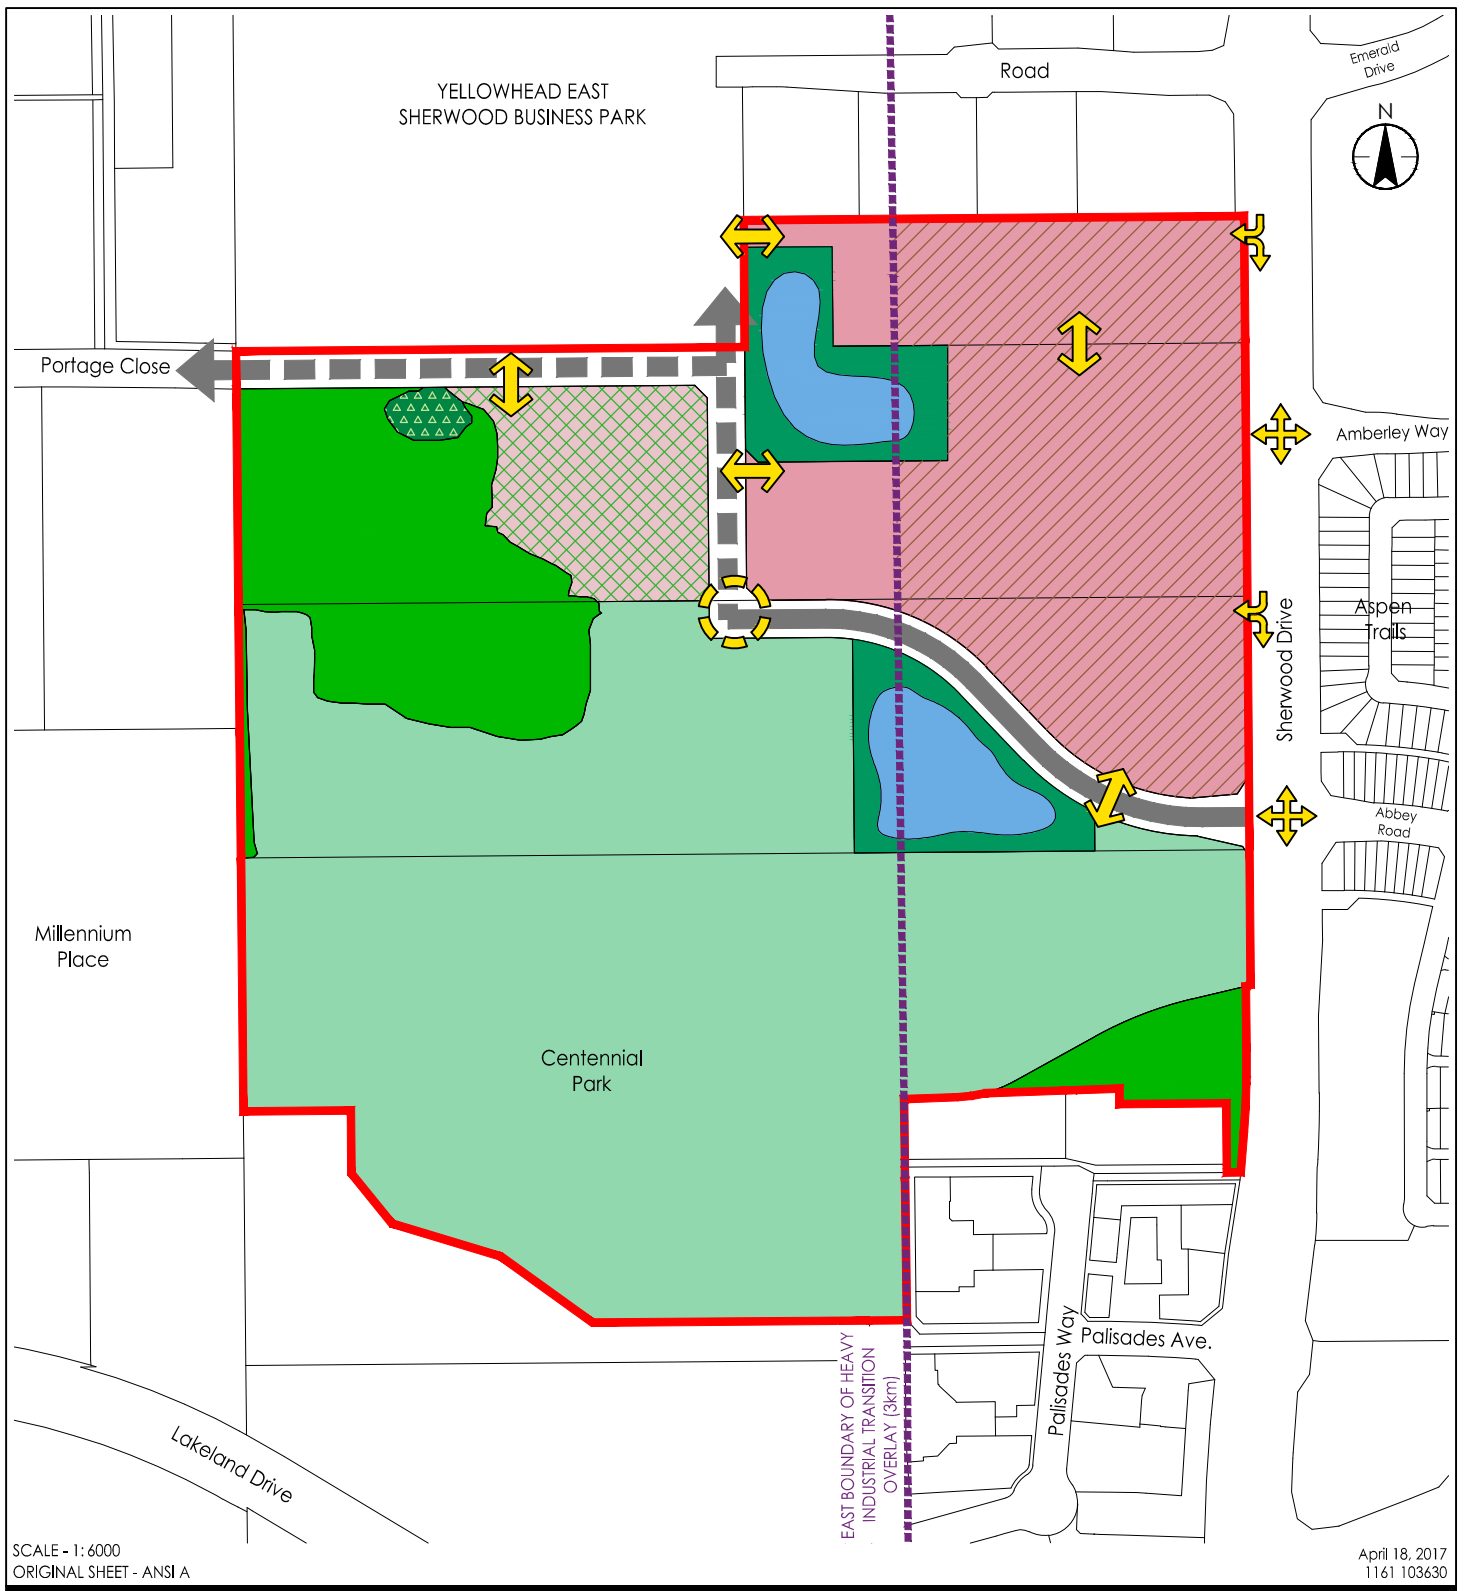 Road
Emerald
Drive
YELLOWHEAD EAST
SHERWOOD BUSINESS PARK
N
Portage Close
Amberley Way
Aspen
Trails
Sherwood Drive
Abbey
Road
Millennium
Place
Centennial
Park
Palisades Way
Palisades Ave.
EAST BOUNDARY OF HEAVY
INDUSTRIAL TRANSITION
OVERLAY (3km)
Lakeland Drive
SCALE - 1:6000
ORIGINAL SHEET - ANSI A
April 18, 2017
1161 103630